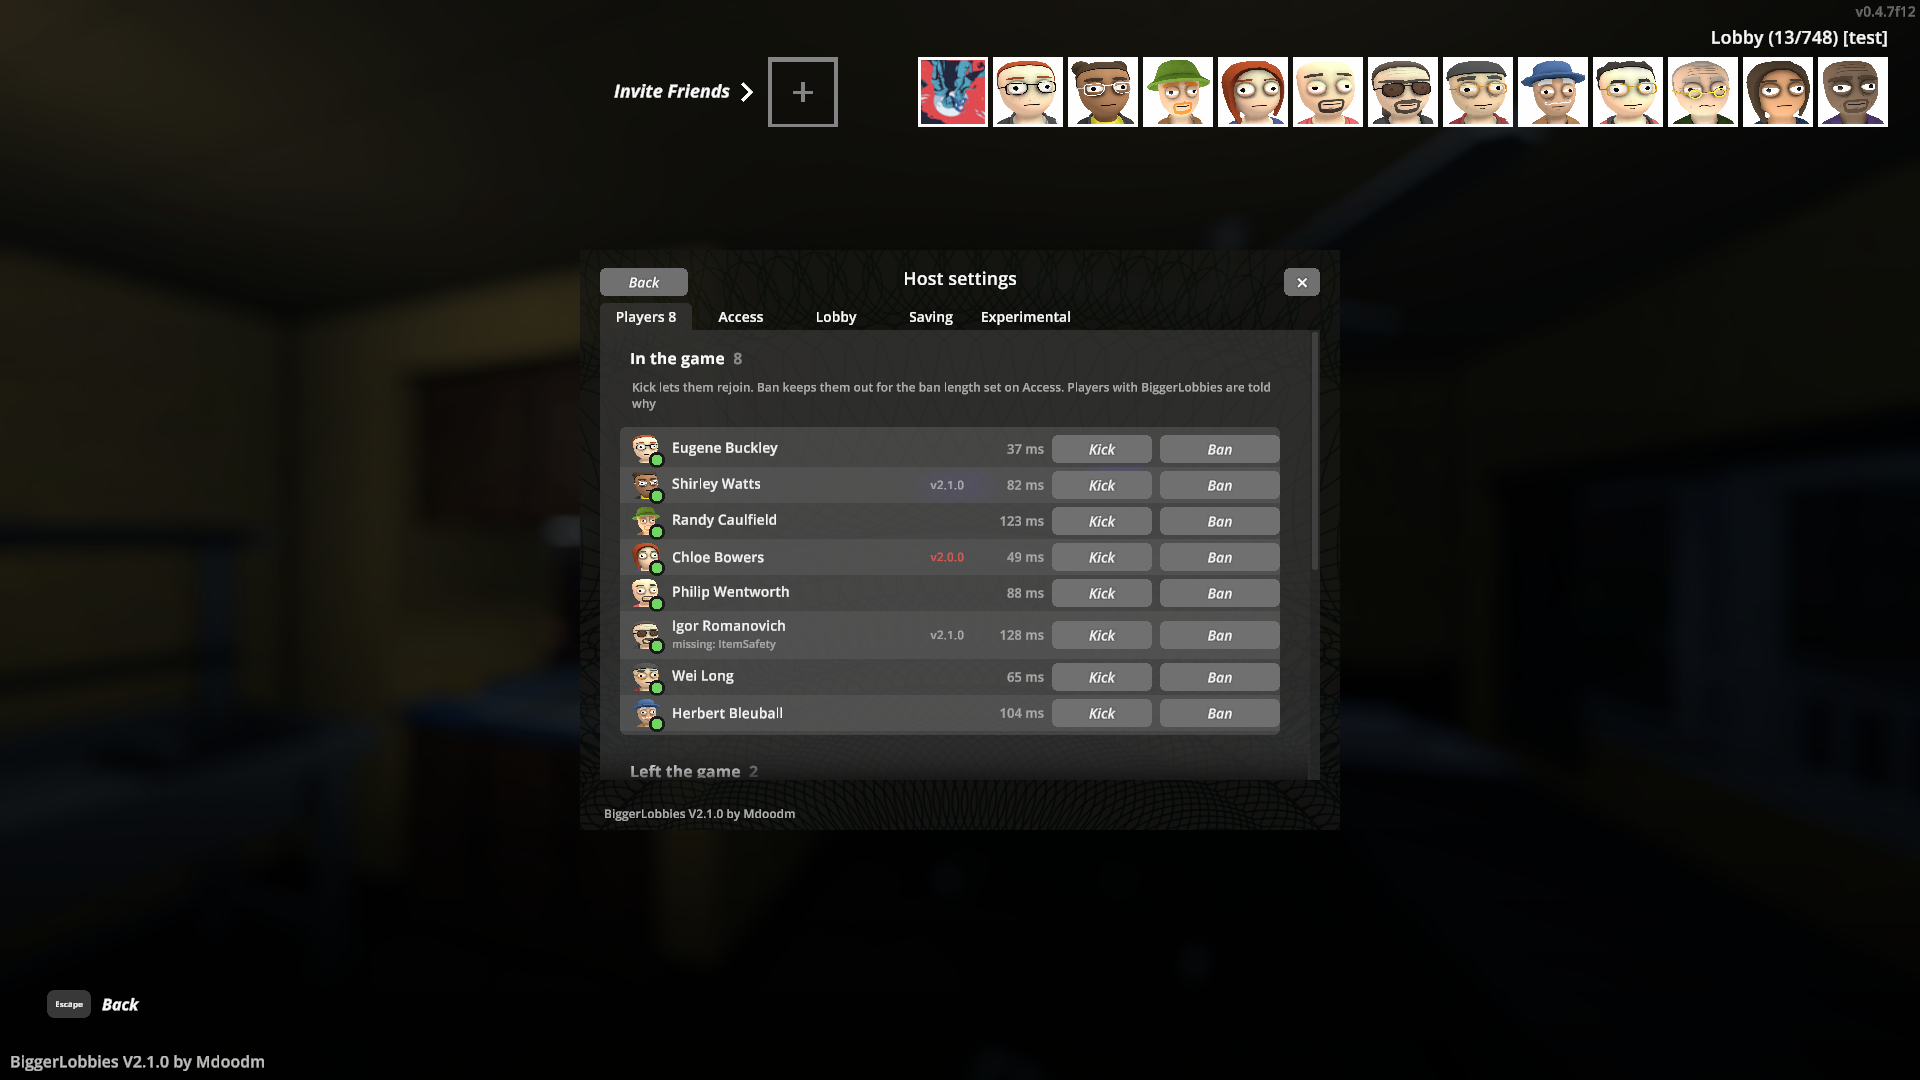 v0.4.7f12
Lobby (13/748) [test]
Invite Friends
Back
Host settings
Players 8
Access
Lobby
Saving
Experimental
In the game 8
Kick lets them rejoin. Ban keeps them out for the ban length set on Access. Players with BiggerLobbies are told
why
Eugene Buckley 37 ms Kick Ban
Shirley Watts v2.1.0 82 ms Kick Ban
Randy Caulfield 123 ms Kick Ban
Chloe Bowers v2.0.0 49 ms Kick Ban
Philip Wentworth 88 ms Kick Ban
Igor Romanovich v2.1.0 128 ms Kick Ban
missing: ItemSafety
Wei Long 65 ms Kick Ban
Herbert Bleuball 104 ms Kick Ban
Left the game 2
BiggerLobbies V2.1.0 by Mdoodm
Escape Back
BiggerLobbies V2.1.0 by Mdoodm